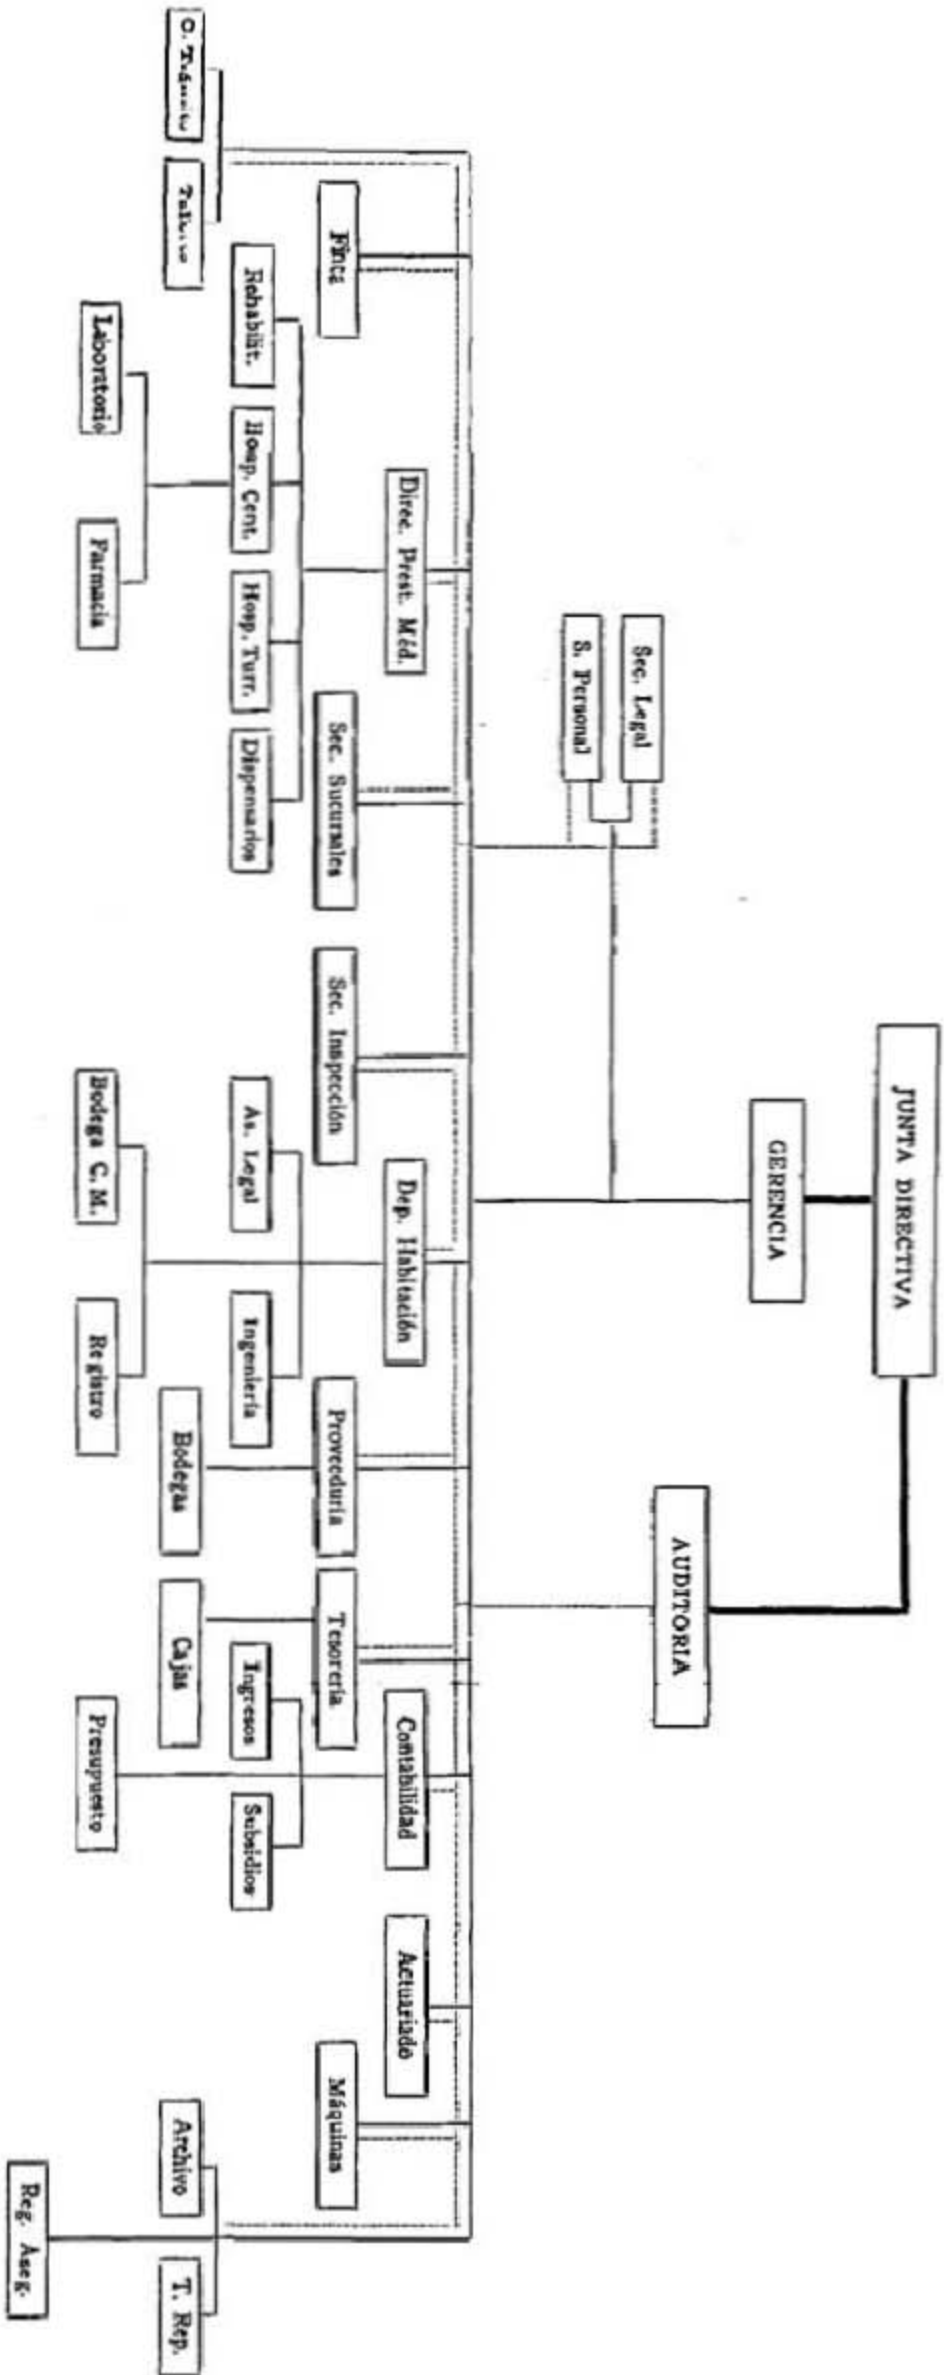 JUNTA DIRECTIVA
GERENCIA
AUDITORIA
Sec. Legal
S. Personal
Direc. Prest. Méd.
Dep. Habitación
Contabilidad
Actuariado
Finca
Sec. Sucursales
Sec. Inspección
Proveeduría
Tesorería
Máquinas
Rehabilit.
Hosp. Cent.
Hosp. Turr.
Dispensarios
As. Legal
Ingeniería
Ingresos
Subsidios
Bodegas
Cajas
Archivo
T. Rep.
Laboratorio
Farmacia
Bodega C. M.
Registro
Presupuesto
Reg. Aseg.